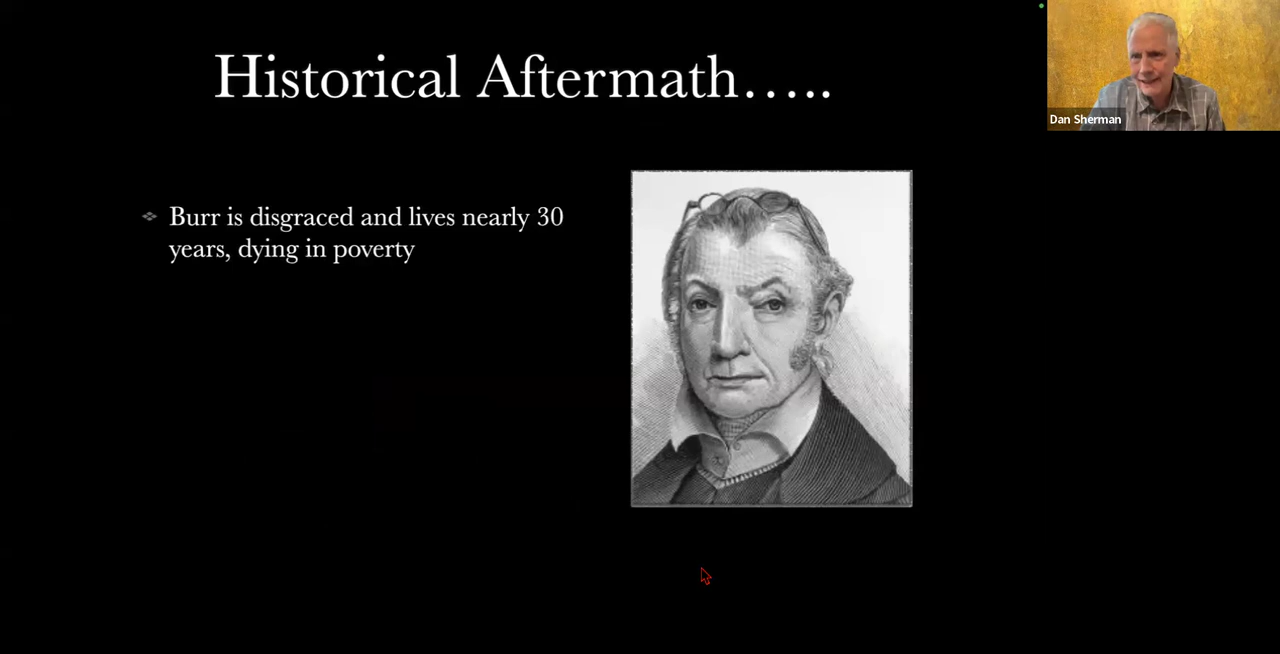 Historical Aftermath…..
Dan Sherman
Burr is disgraced and lives nearly 30
years, dying in poverty